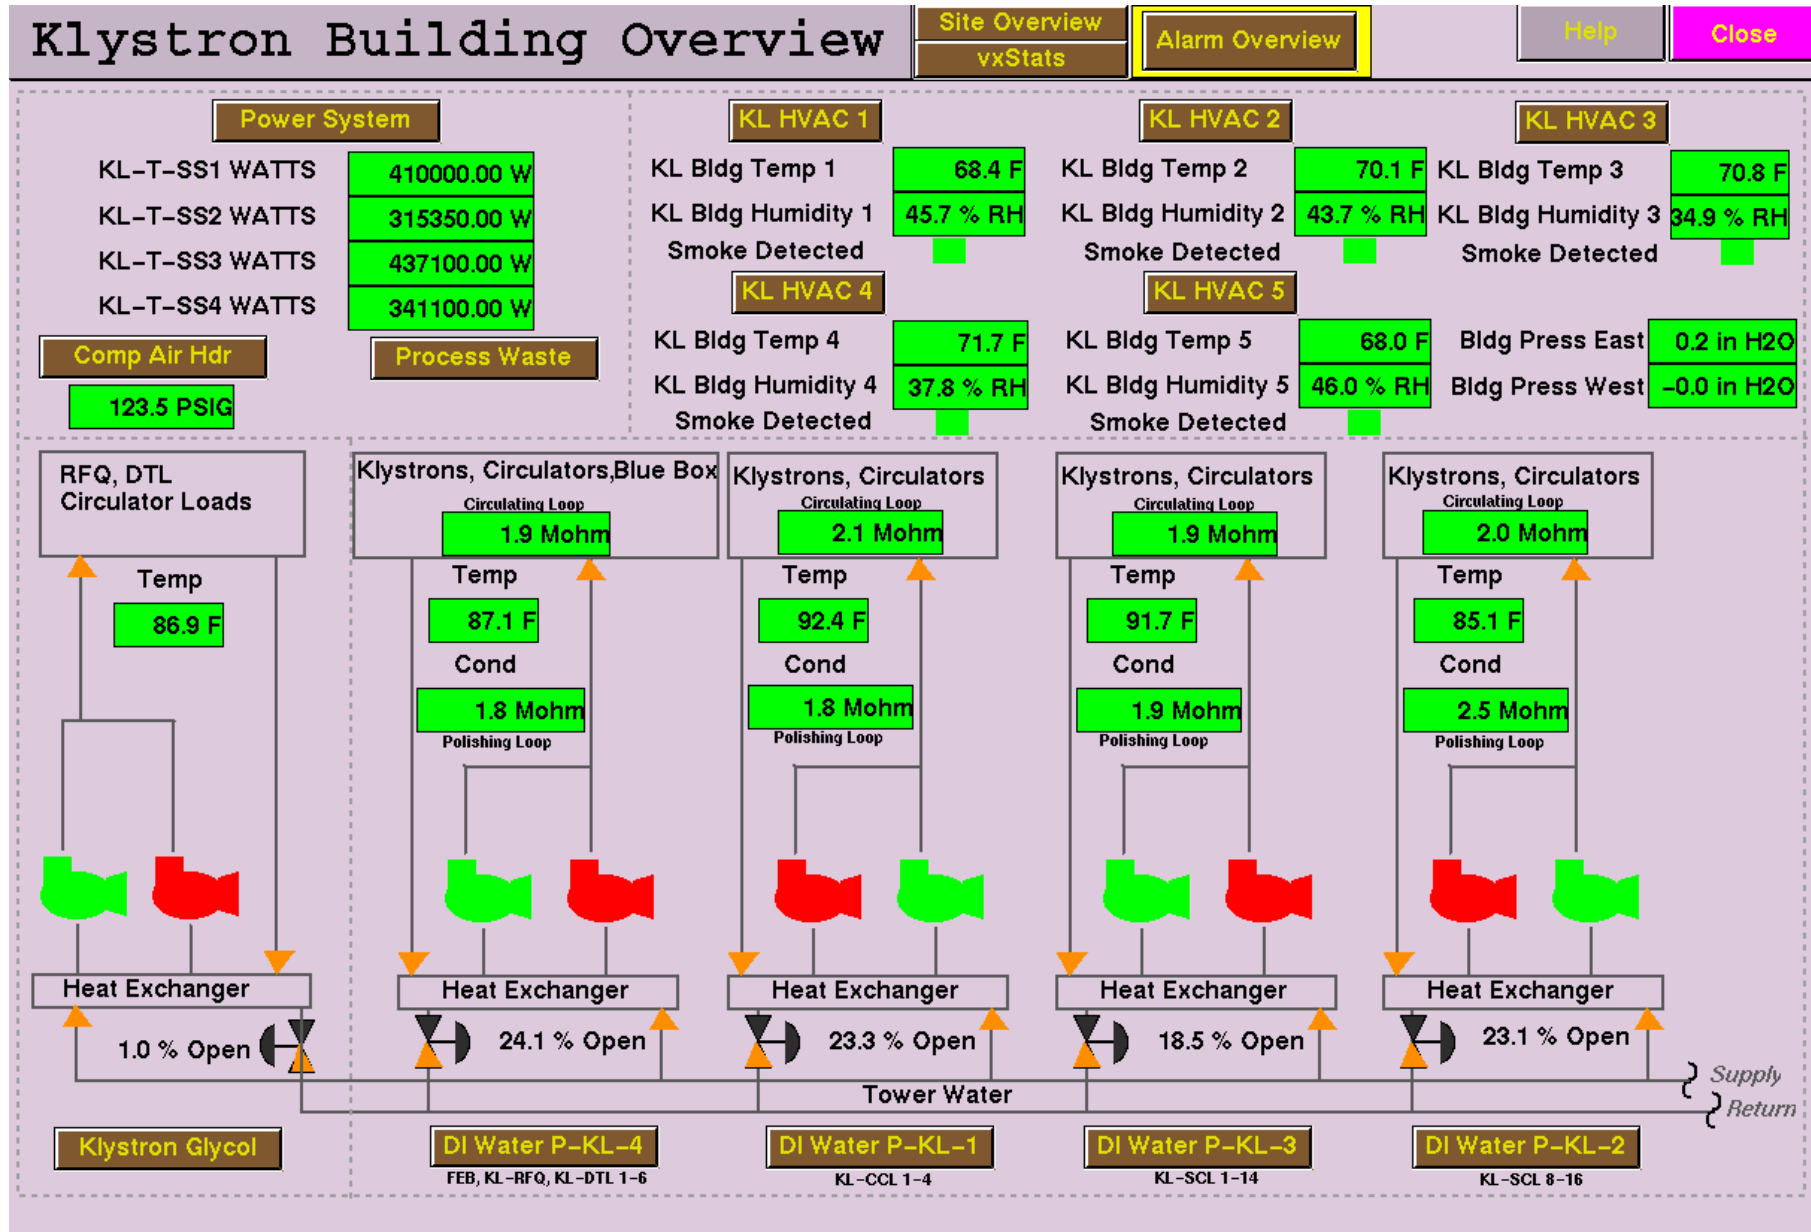 Klystron Building Overview
Site Overview
vxStats
Alarm Overview
Help
Close
Power System
KL-T-SS1 WATTS 410000.00 W
KL-T-SS2 WATTS 315350.00 W
KL-T-SS3 WATTS 437100.00 W
KL-T-SS4 WATTS 341100.00 W
Comp Air Hdr
123.5 PSIG
Process Waste
KL HVAC 1
KL Bldg Temp 1 68.4 F
KL Bldg Humidity 1 45.7 % RH
Smoke Detected
KL HVAC 2
KL Bldg Temp 2 70.1 F
KL Bldg Humidity 2 43.7 % RH
Smoke Detected
KL HVAC 3
KL Bldg Temp 3 70.8 F
KL Bldg Humidity 3 34.9 % RH
Smoke Detected
KL HVAC 4
KL Bldg Temp 4 71.7 F
KL Bldg Humidity 4 37.8 % RH
Smoke Detected
KL HVAC 5
KL Bldg Temp 5 68.0 F
KL Bldg Humidity 5 46.0 % RH
Smoke Detected
Bldg Press East 0.2 in H2O
Bldg Press West -0.0 in H2O
RFQ, DTL
Circulator Loads
Temp
86.9 F
Heat Exchanger
1.0 % Open
Klystron Glycol
Klystrons, Circulators,Blue Box
Circulating Loop
1.9 Mohm
Temp
87.1 F
Cond
1.8 Mohm
Polishing Loop
Heat Exchanger
24.1 % Open
DI Water P-KL-4
FEB, KL-RFQ, KL-DTL 1-6
Klystrons, Circulators
Circulating Loop
2.1 Mohm
Temp
92.4 F
Cond
1.8 Mohm
Polishing Loop
Heat Exchanger
23.3 % Open
DI Water P-KL-1
KL-CCL 1-4
Klystrons, Circulators
Circulating Loop
1.9 Mohm
Temp
91.7 F
Cond
1.9 Mohm
Polishing Loop
Heat Exchanger
18.5 % Open
DI Water P-KL-3
KL-SCL 1-14
Klystrons, Circulators
Circulating Loop
2.0 Mohm
Temp
85.1 F
Cond
2.5 Mohm
Polishing Loop
Heat Exchanger
23.1 % Open
DI Water P-KL-2
KL-SCL 8-16
Tower Water
Supply
Return